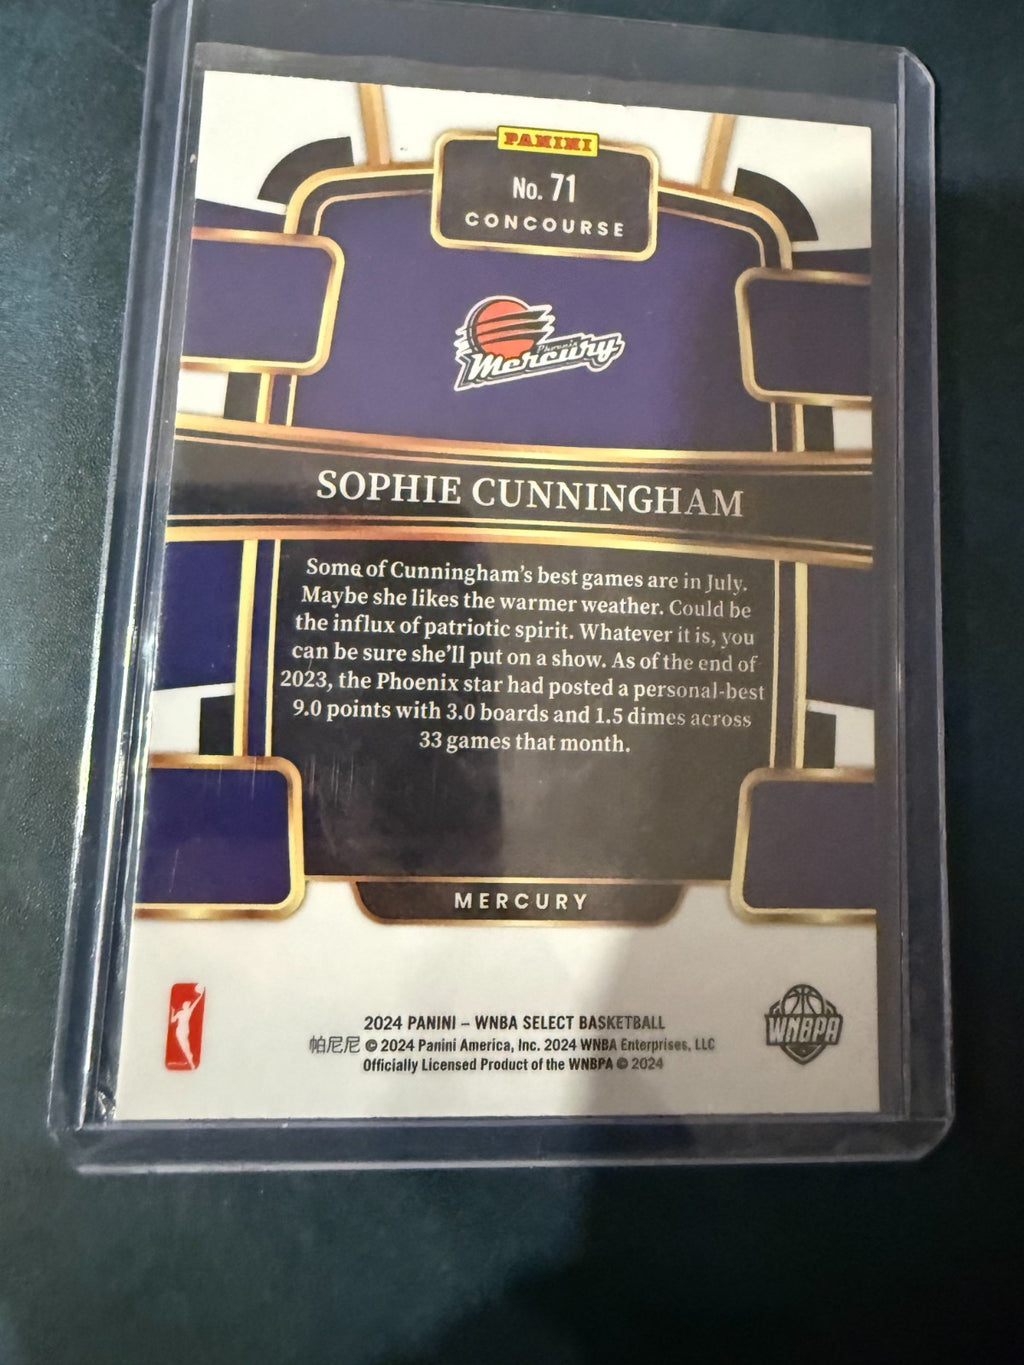 PANINI
No. 71
CONCOURSE
Phoenix
Mercury
SOPHIE CUNNINGHAM
Some of Cunningham's best games are in July.
Maybe she likes the warmer weather. Could be
the influx of patriotic spirit. Whatever it is, you
can be sure she'll put on a show. As of the end of
2023, the Phoenix star had posted a personal-best
9.0 points with 3.0 boards and 1.5 dimes across
33 games that month.
MERCURY
2024 PANINI – WNBA SELECT BASKETBALL
帕尼尼 © 2024 Panini America, Inc. 2024 WNBA Enterprises, LLC
Officially Licensed Product of the WNBPA © 2024
WNBPA